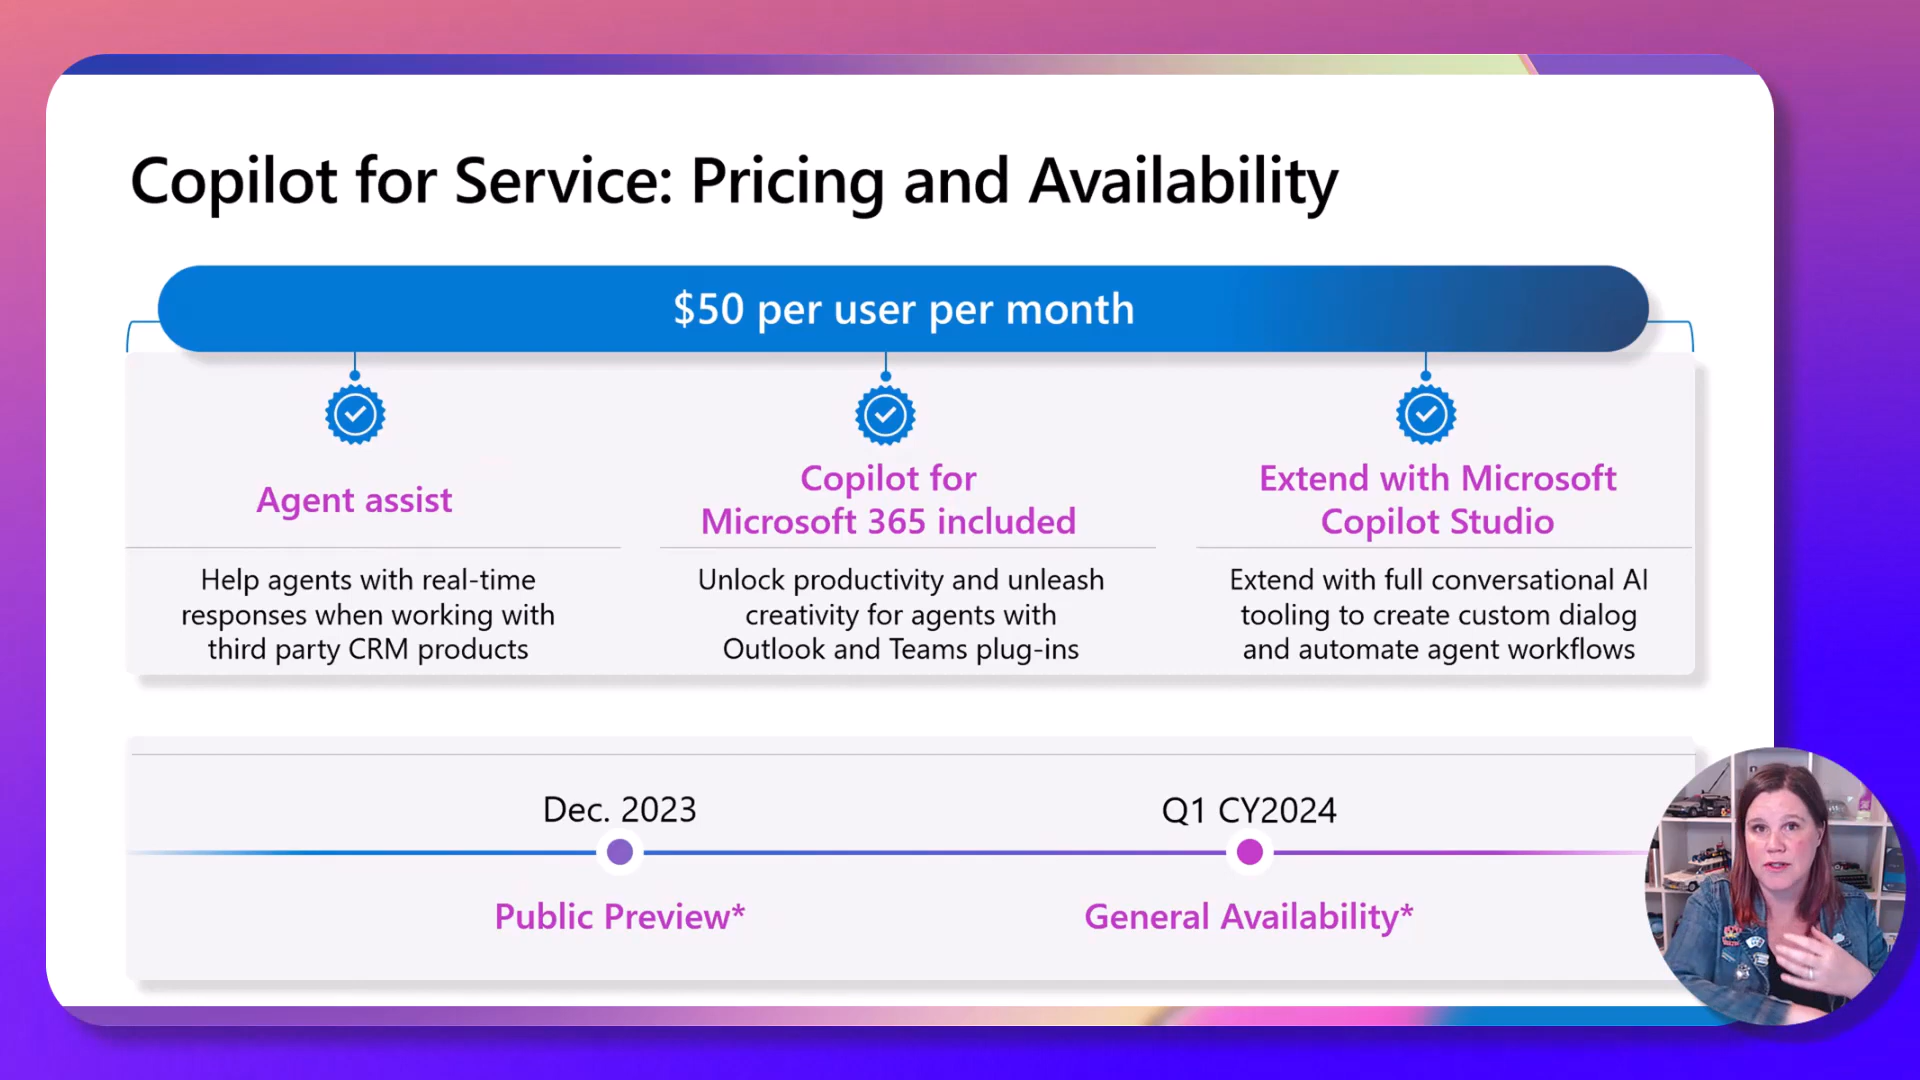 Copilot for Service: Pricing and Availability
$50 per user per month
Agent assist
Help agents with real-time
responses when working with
third party CRM products
Copilot for
Microsoft 365 included
Unlock productivity and unleash
creativity for agents with
Outlook and Teams plug-ins
Extend with Microsoft
Copilot Studio
Extend with full conversational AI
tooling to create custom dialog
and automate agent workflows
Dec. 2023
Public Preview*
Q1 CY2024
General Availability*